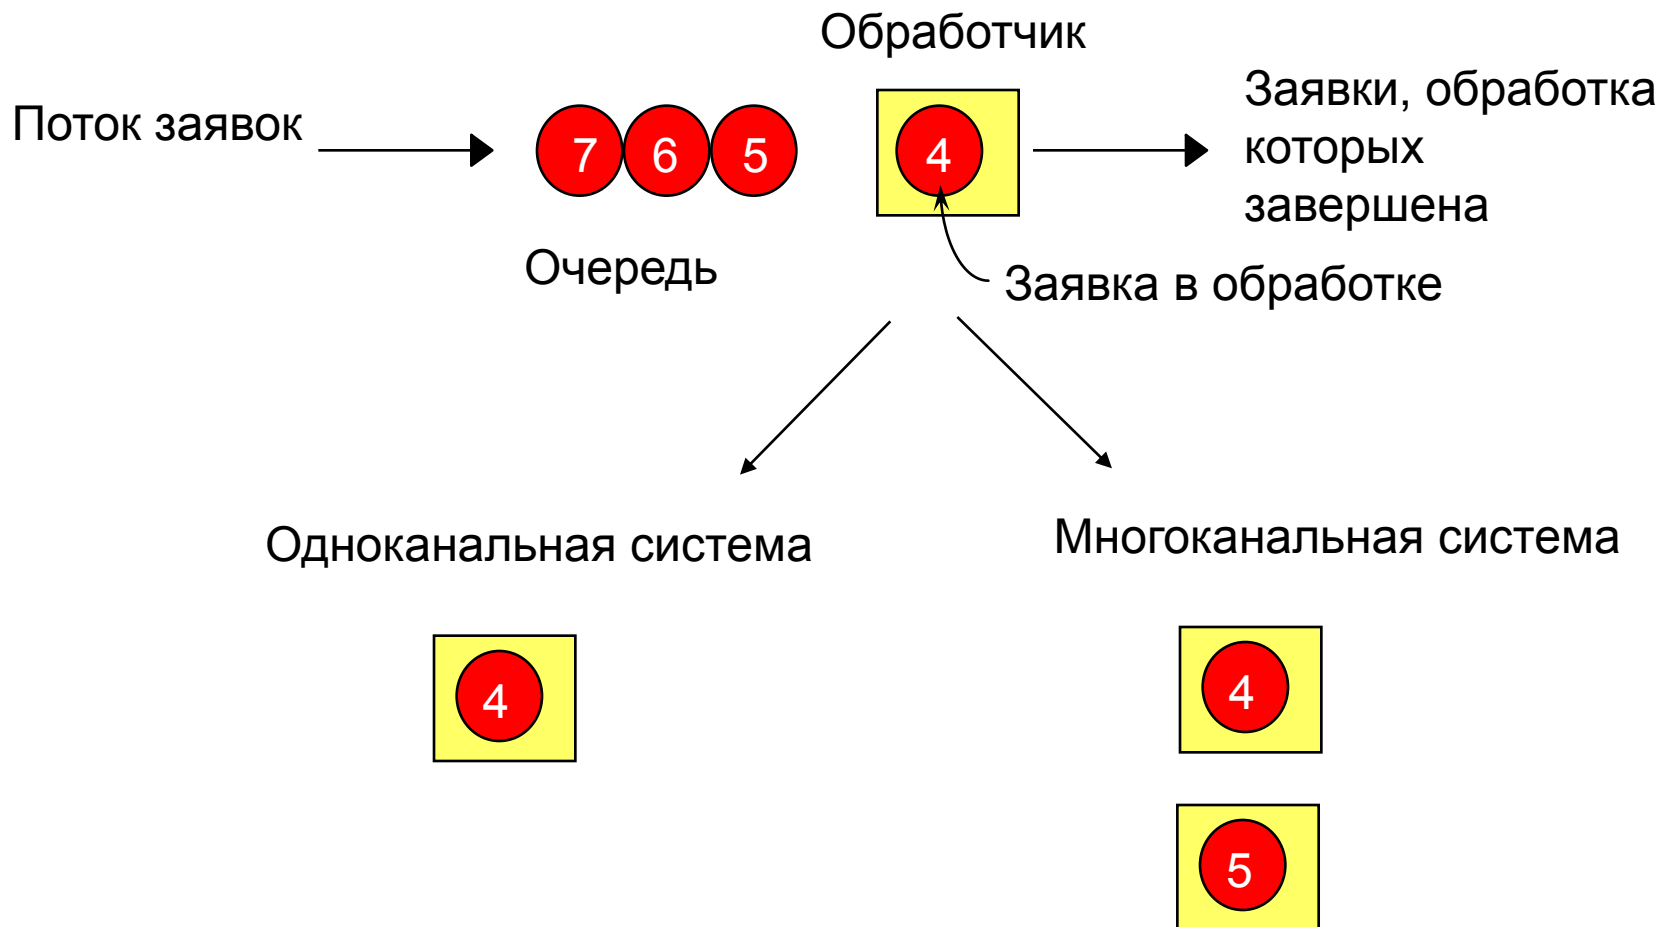 Обработчик
Поток заявок
7 6 5
4
Заявки, обработка
которых
завершена
Очередь
Заявка в обработке
Одноканальная система
Многоканальная система
4
4
5